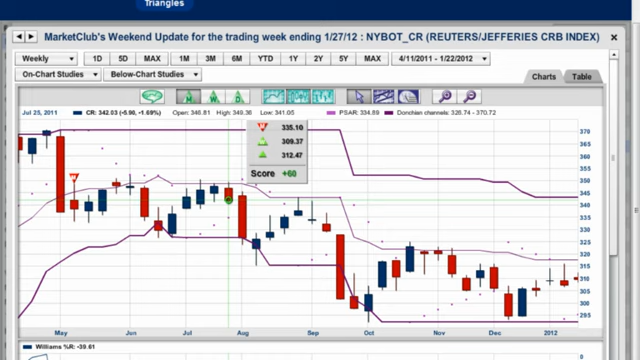 Triangles
MarketClub's Weekend Update for the trading week ending 1/27/12 : NYBOT_CR (REUTERS/JEFFERIES CRB INDEX)
Weekly 1D 5D MAX 1M 3M 6M YTD 1Y 2Y 5Y MAX 4/11/2011 - 1/22/2012
On-Chart Studies Below-Chart Studies Charts Table
M W D
Jul 25, 2011 CR: 342.03 (-5.90, -1.69%) Open: 348.81 High: 349.36 Low: 341.05 PSAR: 334.89 Donchian channels: 326.74 - 370.72
M 335.10
309.37
312.47
Score +60
W
370
365
360
355
350
345
340
335
330
325
320
315
310
305
300
295
May Jun Jul Aug Sep Oct Nov Dec 2012
Williams %R: -39.61
0